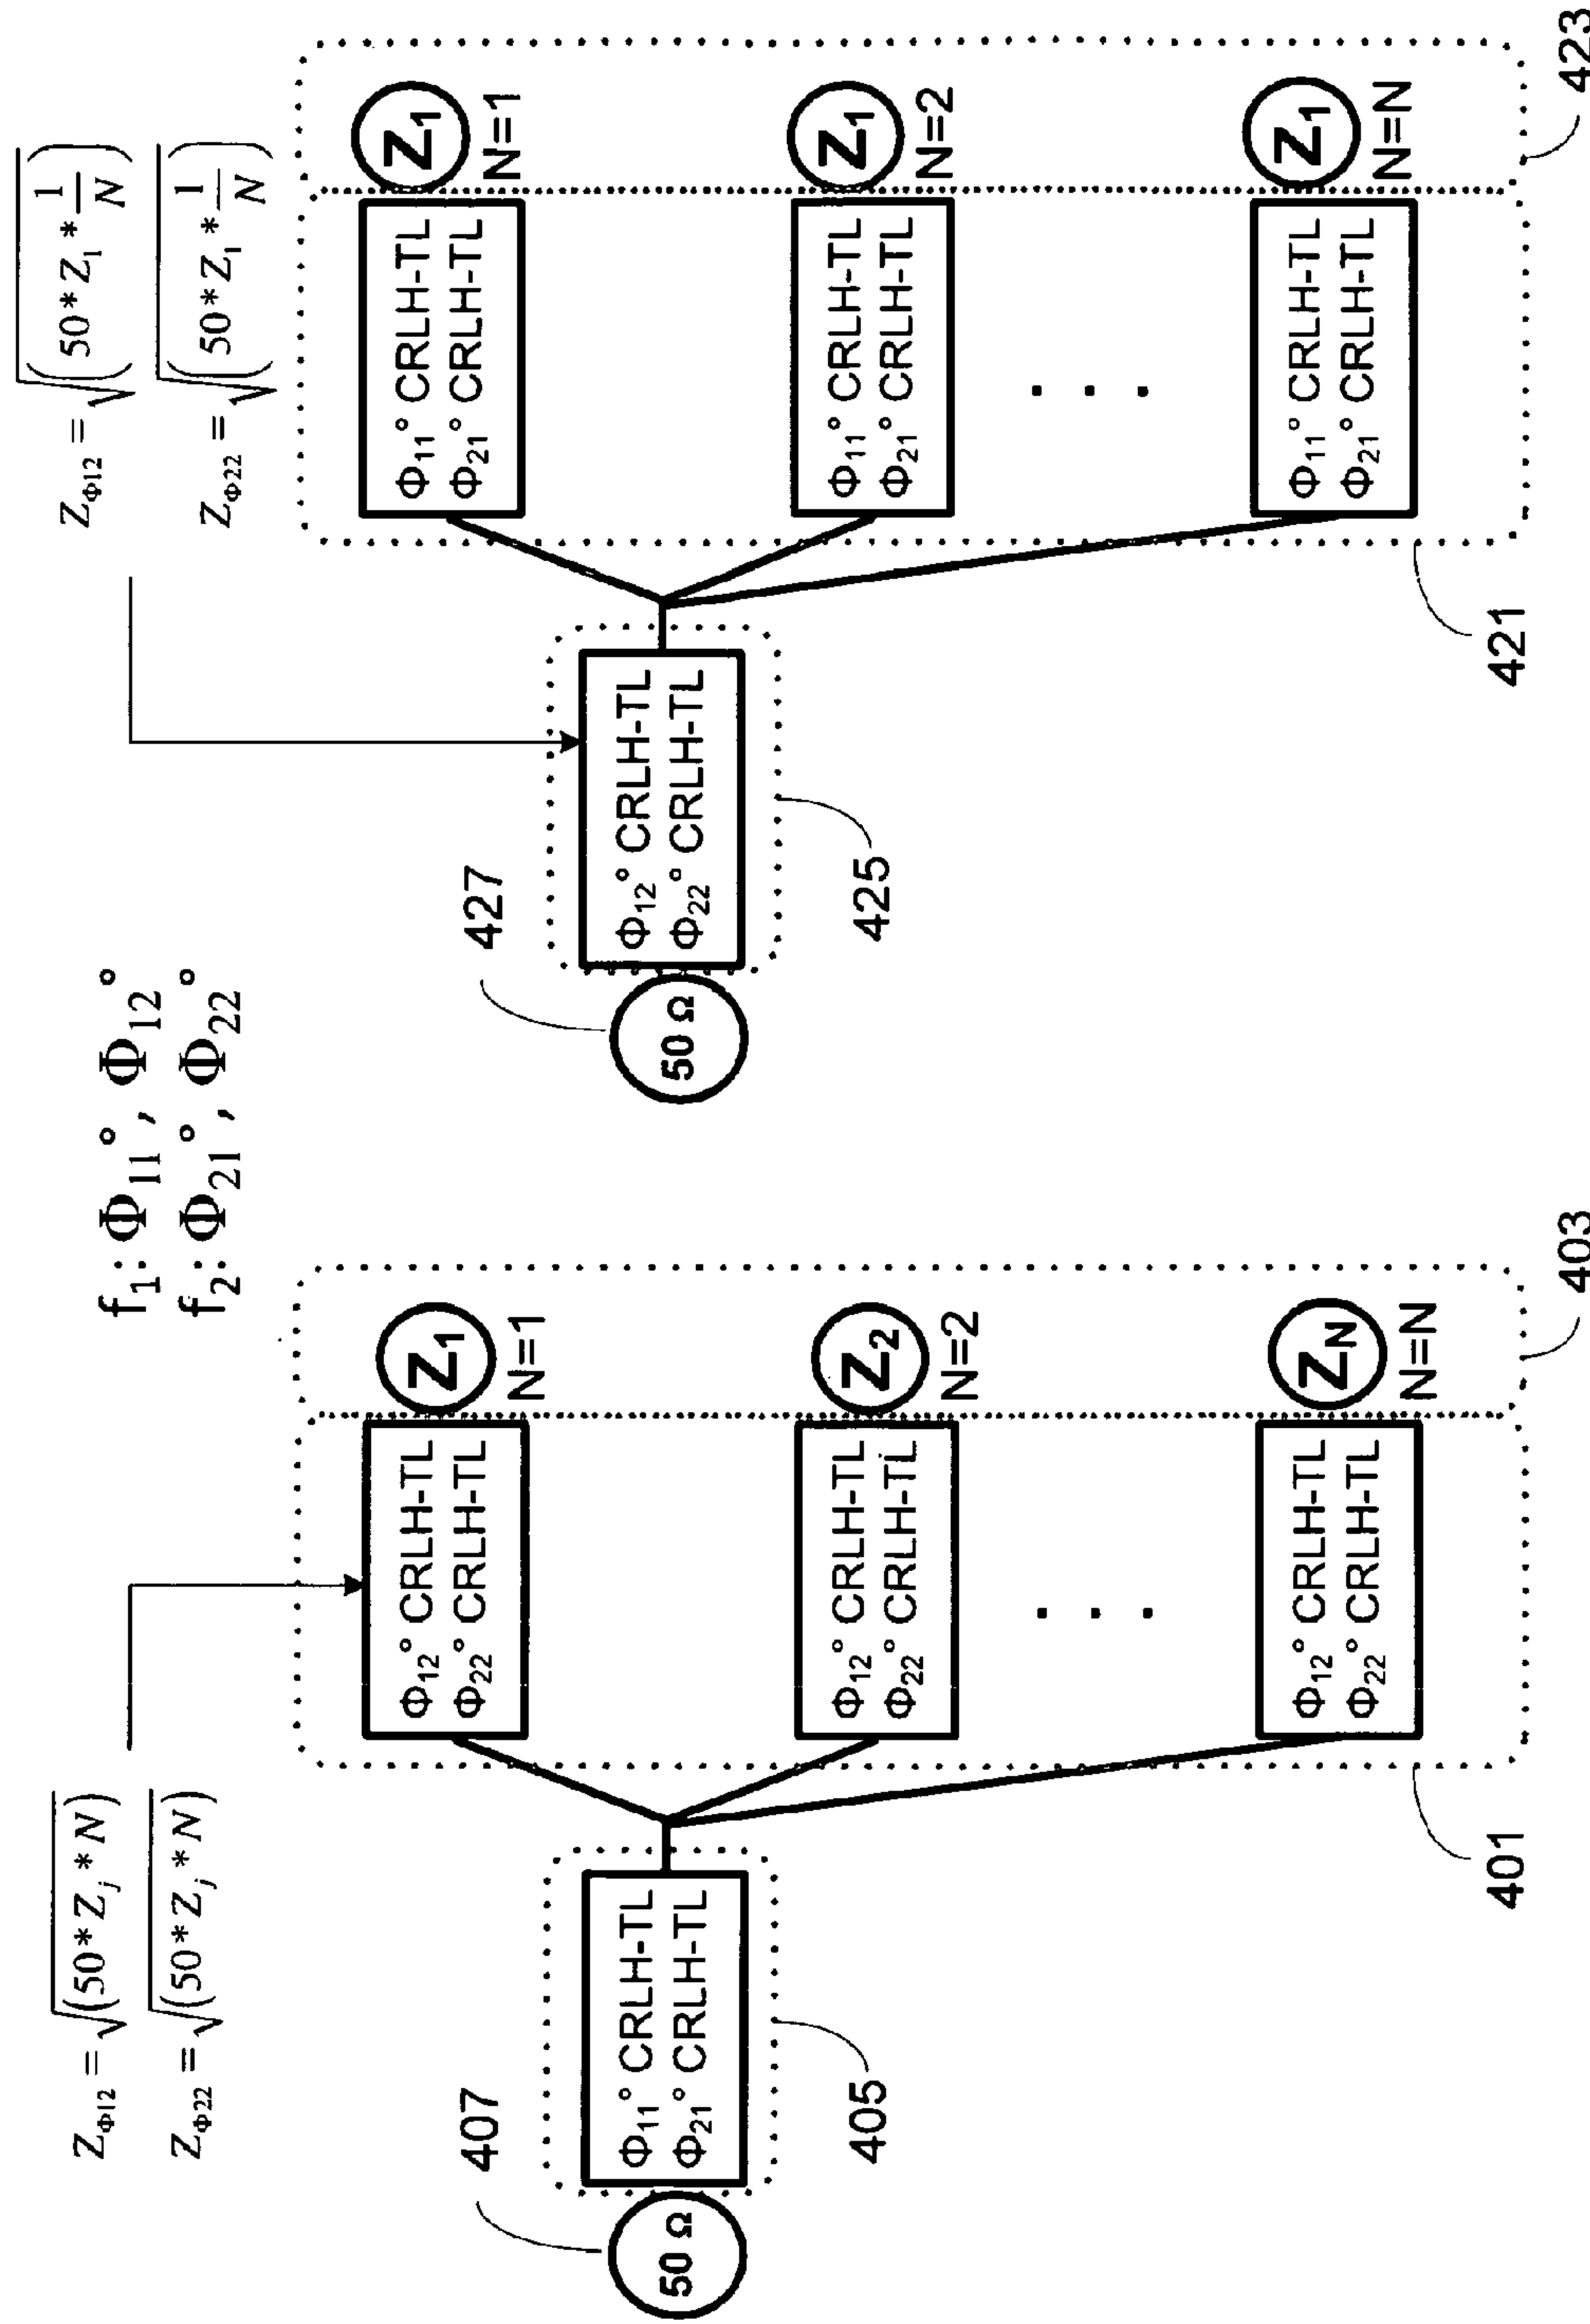 Z_Φ12 = √(50 * Z_j * N)
Z_Φ22 = √(50 * Z_j * N)
407
50 Ω
Φ11° CRLH-TL
Φ21° CRLH-TL
405
Φ12° CRLH-TL
Φ22° CRLH-TL
Z1
N=1
Φ12° CRLH-TL
Φ22° CRLH-TL
Z2
N=2
. . .
Φ12° CRLH-TL
Φ22° CRLH-TL
ZN
N=N
401
403
f1: Φ11°, Φ12°
f2: Φ21°, Φ22°
Z_Φ12 = √(50 * Z1 * 1/N)
Z_Φ22 = √(50 * Z1 * 1/N)
427
50 Ω
Φ12° CRLH-TL
Φ22° CRLH-TL
425
Φ11° CRLH-TL
Φ21° CRLH-TL
Z1
N=1
Φ11° CRLH-TL
Φ21° CRLH-TL
Z1
N=2
. . .
Φ11° CRLH-TL
Φ21° CRLH-TL
Z1
N=N
421
423